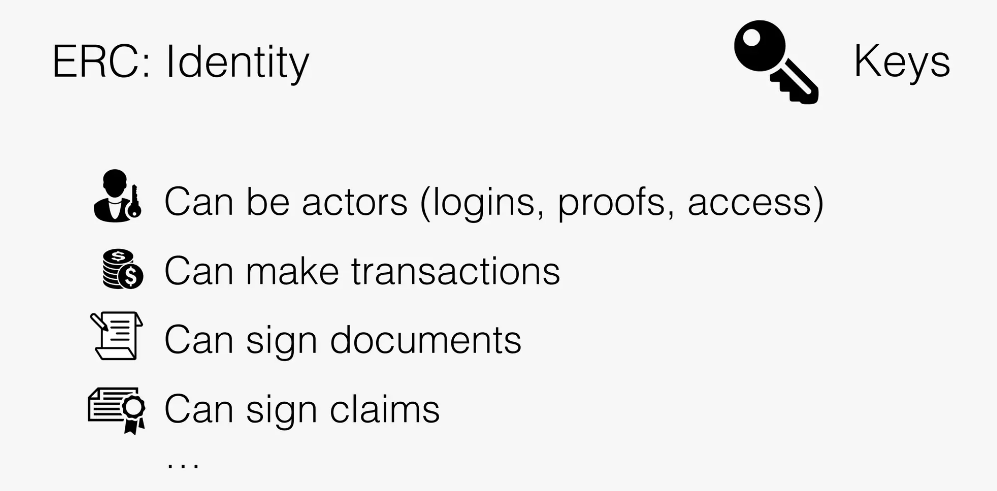 ERC: Identity
Keys
Can be actors (logins, proofs, access)
Can make transactions
Can sign documents
Can sign claims
...